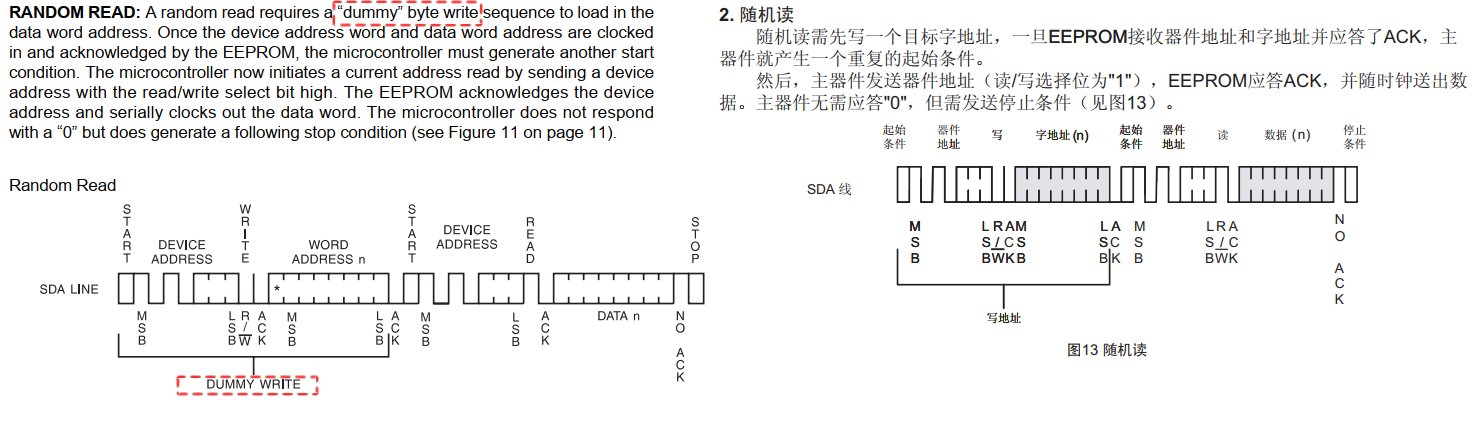 RANDOM READ: A random read requires a “dummy” byte write sequence to load in the
data word address. Once the device address word and data word address are clocked
in and acknowledged by the EEPROM, the microcontroller must generate another start
condition. The microcontroller now initiates a current address read by sending a device
address with the read/write select bit high. The EEPROM acknowledges the device
address and serially clocks out the data word. The microcontroller does not respond
with a “0” but does generate a following stop condition (see Figure 11 on page 11).
Random Read
START
WRITE
START
READ
STOP
DEVICE
ADDRESS
WORD
ADDRESS n
DEVICE
ADDRESS
SDA LINE
*
MSB
LSB
R/W
ACK
MSB
LSB
ACK
MSB
LSB
ACK
DATA n
NO ACK
DUMMY WRITE
2. 随机读
随机读需先写一个目标字地址，一旦EEPROM接收器件地址和字地址并应答了ACK，主
器件就产生一个重复的起始条件。
然后，主器件发送器件地址（读/写选择位为"1"），EEPROM应答ACK，并随时钟送出数
据。主器件无需应答"0"，但需发送停止条件（见图13）。
起始
条件
器件
地址
写
字地址(n)
起始
条件
器件
地址
读
数据 (n)
停止
条件
SDA 线
MSB
LSB
R/W
ACK
MSB
LSB
ACK
MSB
LSB
R/W
ACK
NO ACK
写地址
图13 随机读